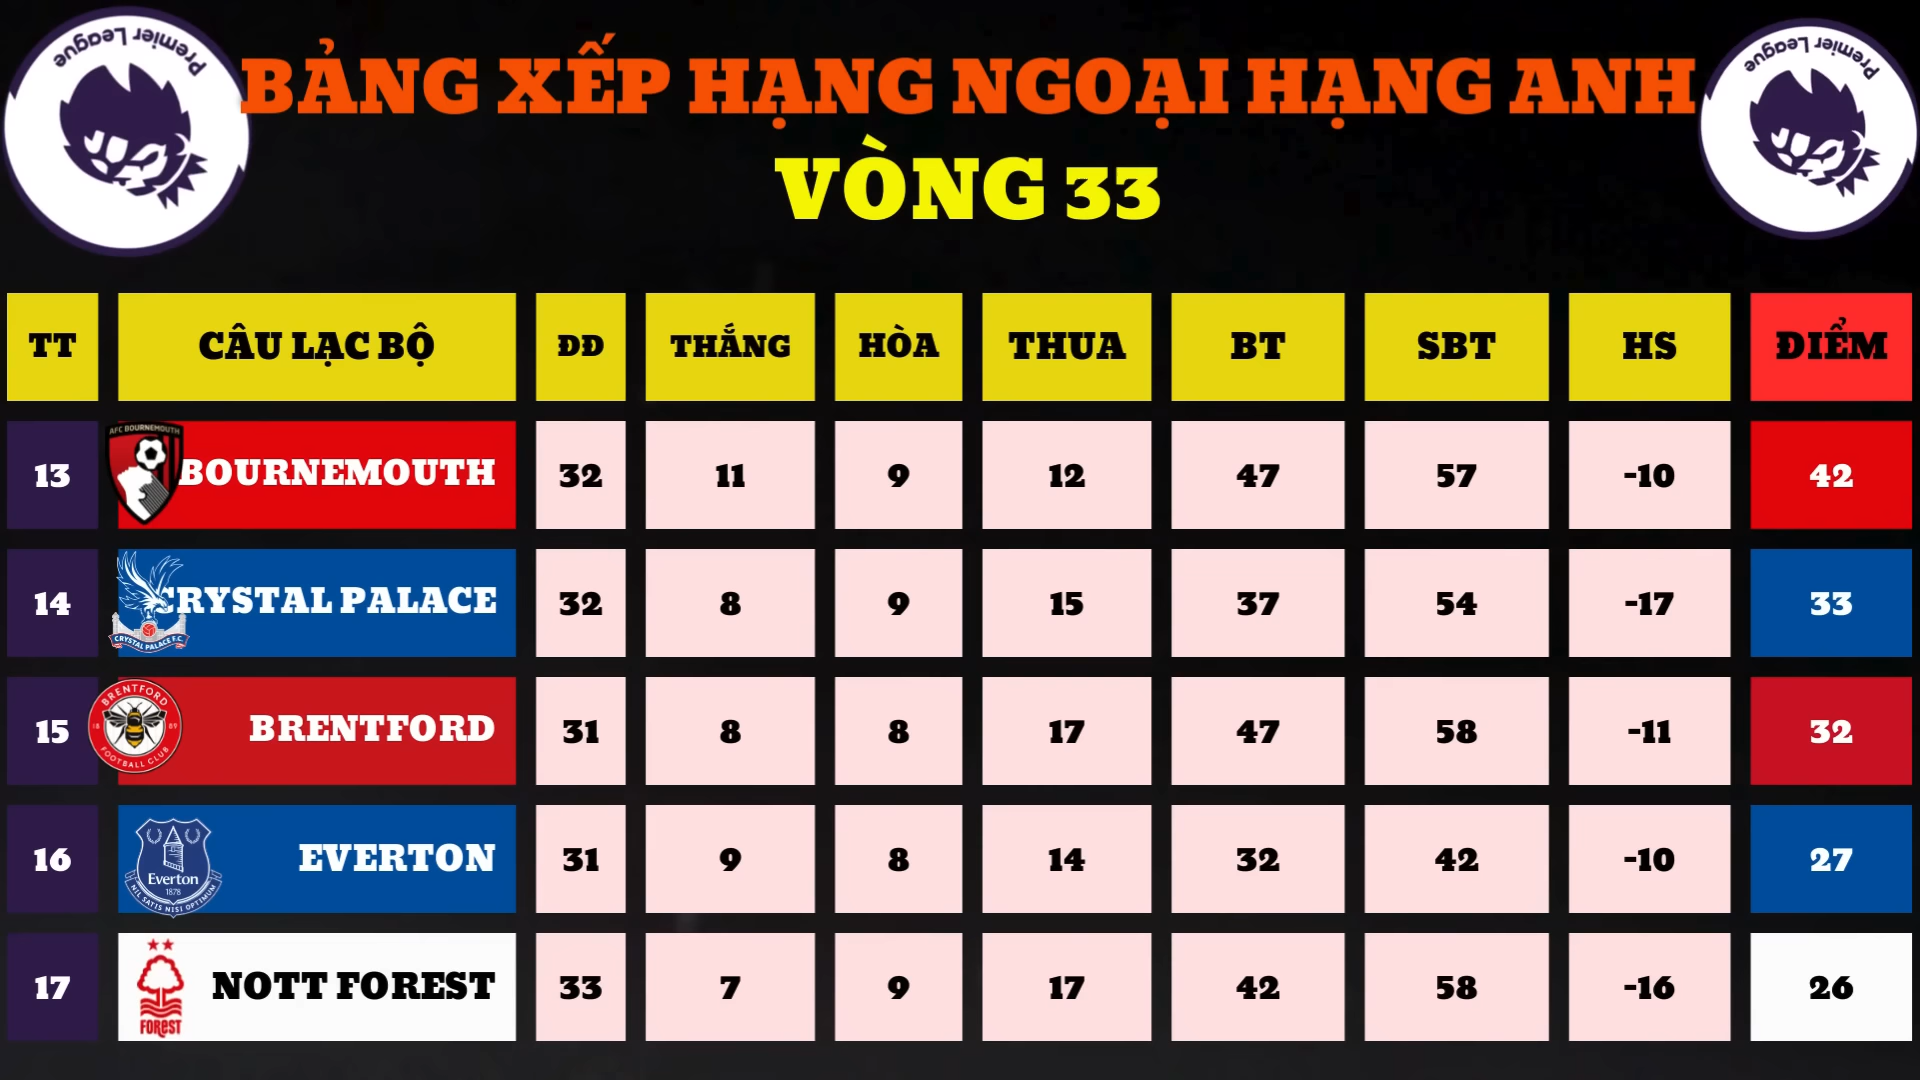 Premier League
Premier League
BẢNG XẾP HẠNG NGOẠI HẠNG ANH
VÒNG 33
TT CÂU LẠC BỘ ĐĐ THẮNG HÒA THUA BT SBT HS ĐIỂM
AFC BOURNEMOUTH
13 BOURNEMOUTH 32 11 9 12 47 57 -10 42
14 CRYSTAL PALACE 32 8 9 15 37 54 -17 33
CRYSTAL PALACE F.C.
BRENTFORD
15 BRENTFORD 31 8 8 17 47 58 -11 32
18 89
FOOTBALL CLUB
16 EVERTON 31 9 8 14 32 42 -10 27
Everton
1878
NIL SATIS NISI OPTIMUM
17 NOTT FOREST 33 7 9 17 42 58 -16 26
FOREST